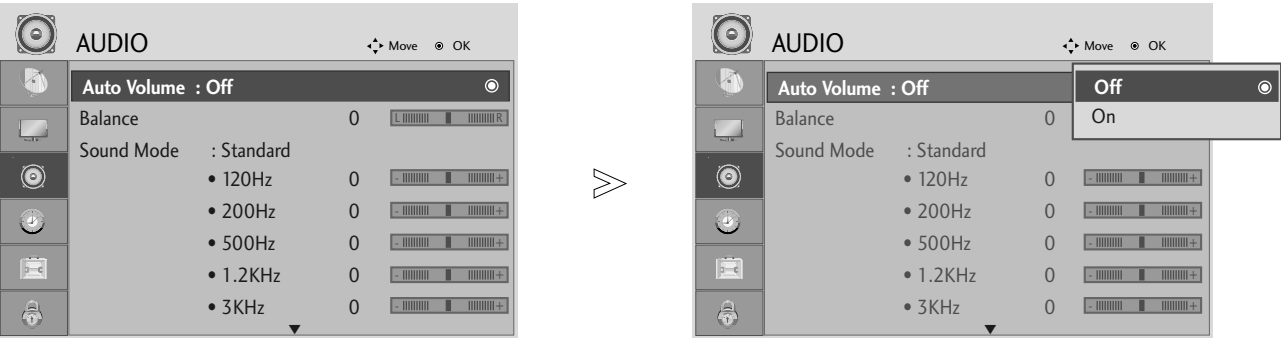 AUDIO
Move OK
Auto Volume : Off
Balance 0 L R
Sound Mode : Standard
• 120Hz 0 - +
• 200Hz 0 - +
• 500Hz 0 - +
• 1.2KHz 0 - +
• 3KHz 0 - +
AUDIO
Move OK
Auto Volume : Off
Off
Balance 0
On
Sound Mode : Standard
• 120Hz 0 - +
• 200Hz 0 - +
• 500Hz 0 - +
• 1.2KHz 0 - +
• 3KHz 0 - +